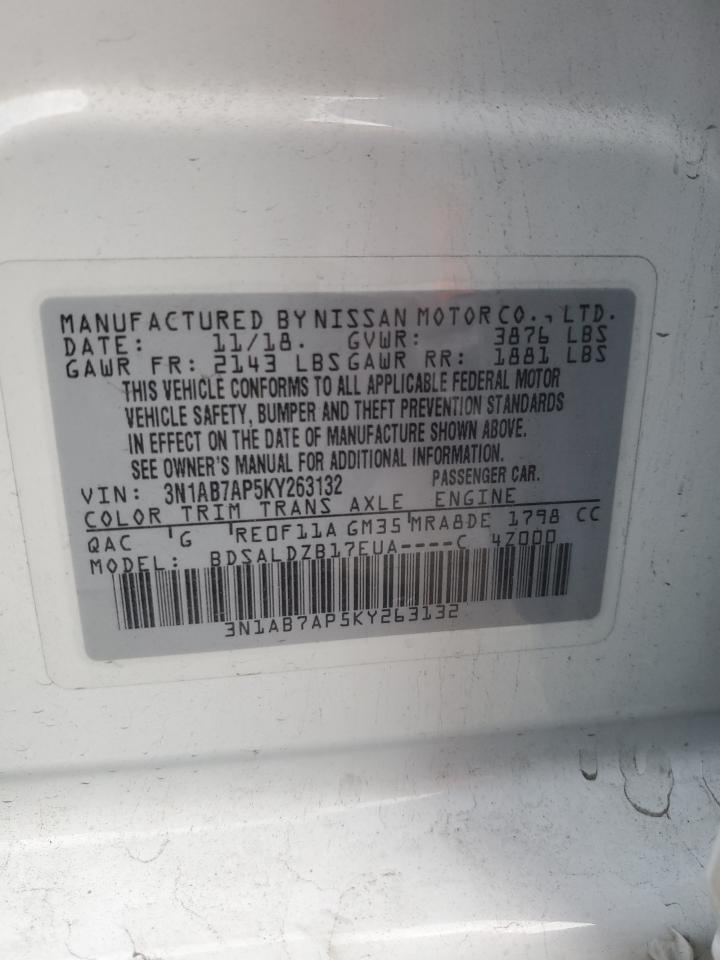 MANUFACTURED BY NISSAN MOTOR CO., LTD.
DATE: 11/18. GVWR: 3876 LBS
GAWR FR: 2143 LBS GAWR RR: 1881 LBS
THIS VEHICLE CONFORMS TO ALL APPLICABLE FEDERAL MOTOR
VEHICLE SAFETY, BUMPER AND THEFT PREVENTION STANDARDS
IN EFFECT ON THE DATE OF MANUFACTURE SHOWN ABOVE.
SEE OWNER'S MANUAL FOR ADDITIONAL INFORMATION.
VIN: 3N1AB7AP5KY263132 PASSENGER CAR.
COLOR TRIM TRANS AXLE ENGINE
QAC G RE0F11A GM35 MRA8DE 1798 CC
MODEL: BDSALDZB17EUA----C 4Z000
3N1AB7AP5KY263132